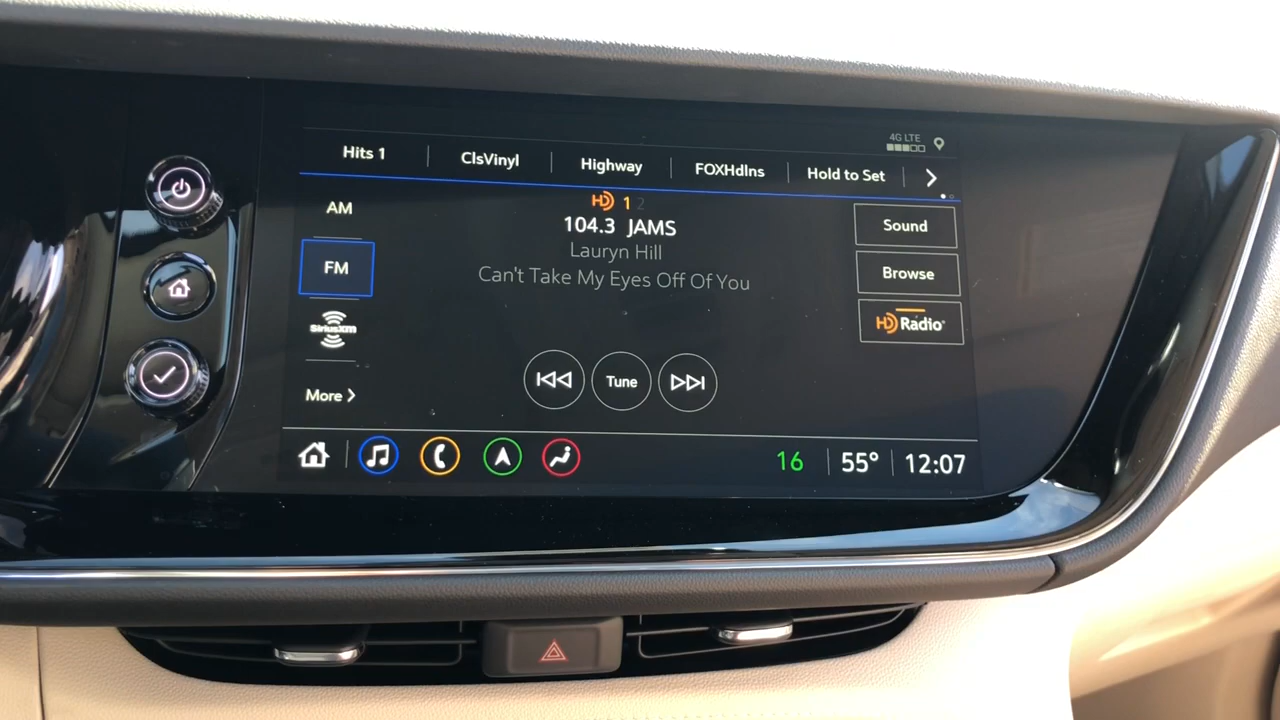 4G LTE
Hits 1
ClsVinyl
Highway
FOXHdlns
Hold to Set
AM
HD 1 2
104.3 JAMS
Lauryn Hill
Can't Take My Eyes Off Of You
Sound
FM
Browse
SiriusXM
HD Radio
Tune
More
16
55°
12:07